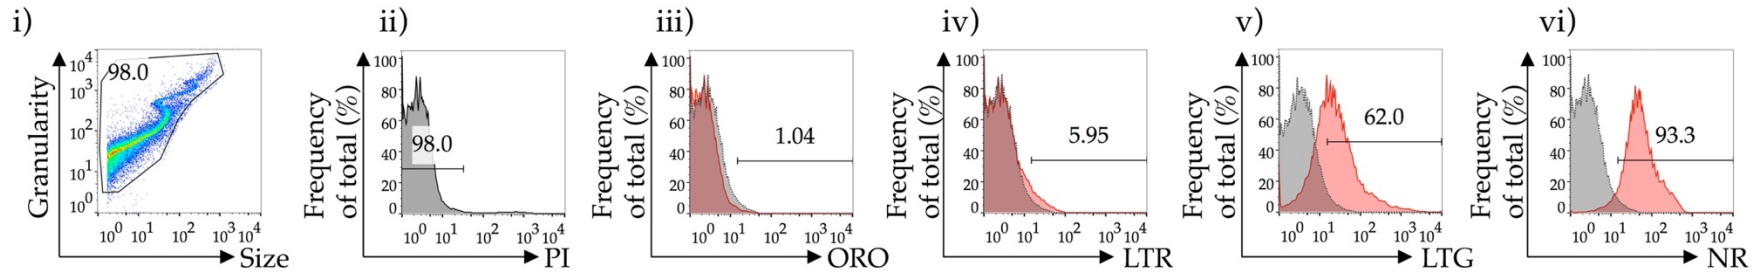 i)
10^4
10^3
10^2
10^1
0
98.0
Granularity
10^0 10^1 10^2 10^3 10^4
Size
ii)
100
80
60
40
20
0
98.0
Frequency
of total (%)
10^0 10^1 10^2 10^3 10^4
PI
iii)
100
80
60
40
20
0
1.04
Frequency
of total (%)
10^0 10^1 10^2 10^3 10^4
ORO
iv)
100
80
60
40
20
0
5.95
Frequency
of total (%)
10^0 10^1 10^2 10^3 10^4
LTR
v)
100
80
60
40
20
0
62.0
Frequency
of total (%)
10^0 10^1 10^2 10^3 10^4
LTG
vi)
100
80
60
40
20
0
93.3
Frequency
of total (%)
10^0 10^1 10^2 10^3 10^4
NR